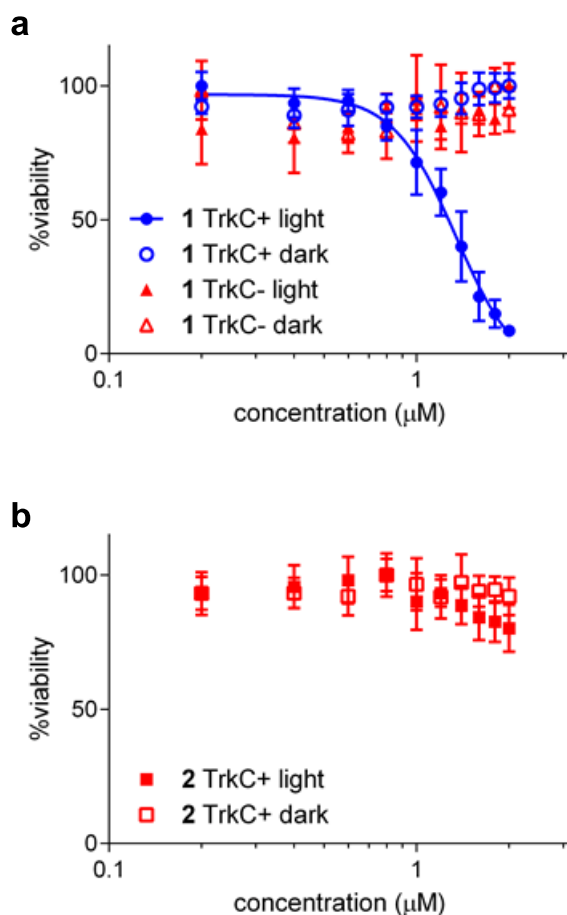 a
100
50
0
%viability
1 TrkC+ light
1 TrkC+ dark
1 TrkC- light
1 TrkC- dark
0.1
1
concentration (μM)
b
100
50
0
%viability
2 TrkC+ light
2 TrkC+ dark
0.1
1
concentration (μM)